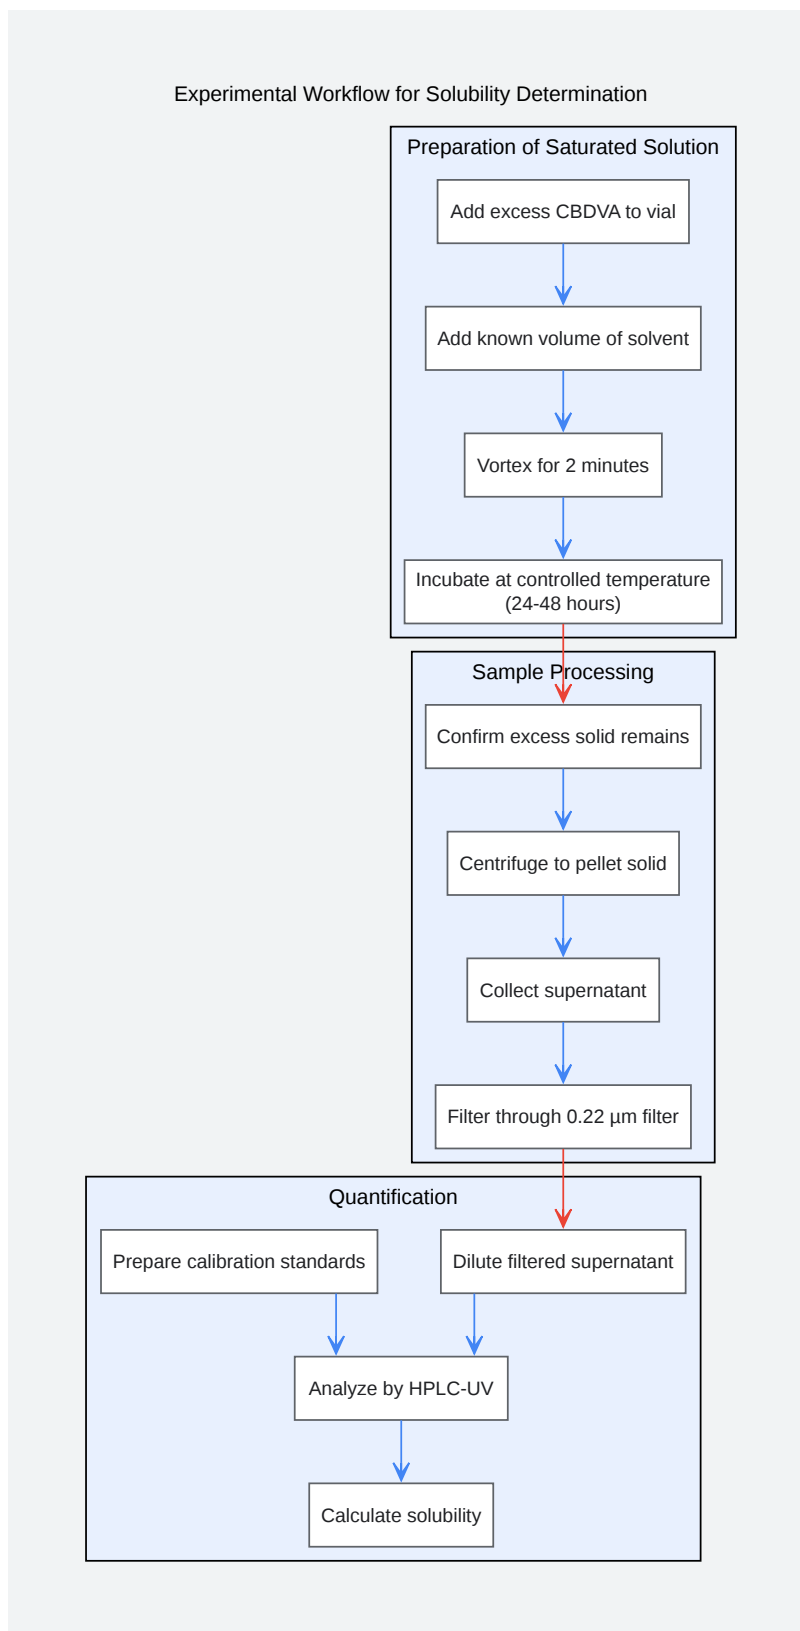 Experimental Workflow for Solubility Determination
Preparation of Saturated Solution
Add excess CBDVA to vial
Add known volume of solvent
Vortex for 2 minutes
Incubate at controlled temperature
(24-48 hours)
Sample Processing
Confirm excess solid remains
Centrifuge to pellet solid
Collect supernatant
Filter through 0.22 µm filter
Quantification
Prepare calibration standards
Dilute filtered supernatant
Analyze by HPLC-UV
Calculate solubility